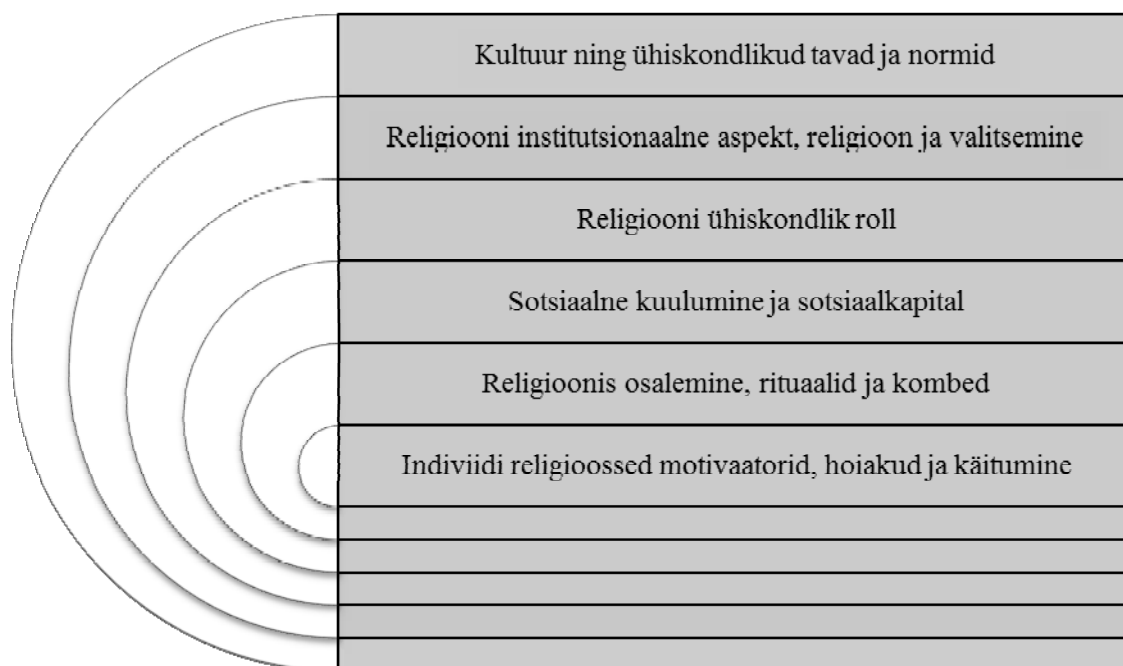 Kultuur ning ühiskondlikud tavad ja normid
Religiooni institutsionaalne aspekt, religioon ja valitsemine
Religiooni ühiskondlik roll
Sotsiaalne kuulumine ja sotsiaalkapital
Religioonis osalemine, rituaalid ja kombed
Indiviidi religioossed motivaatorid, hoiakud ja käitumine